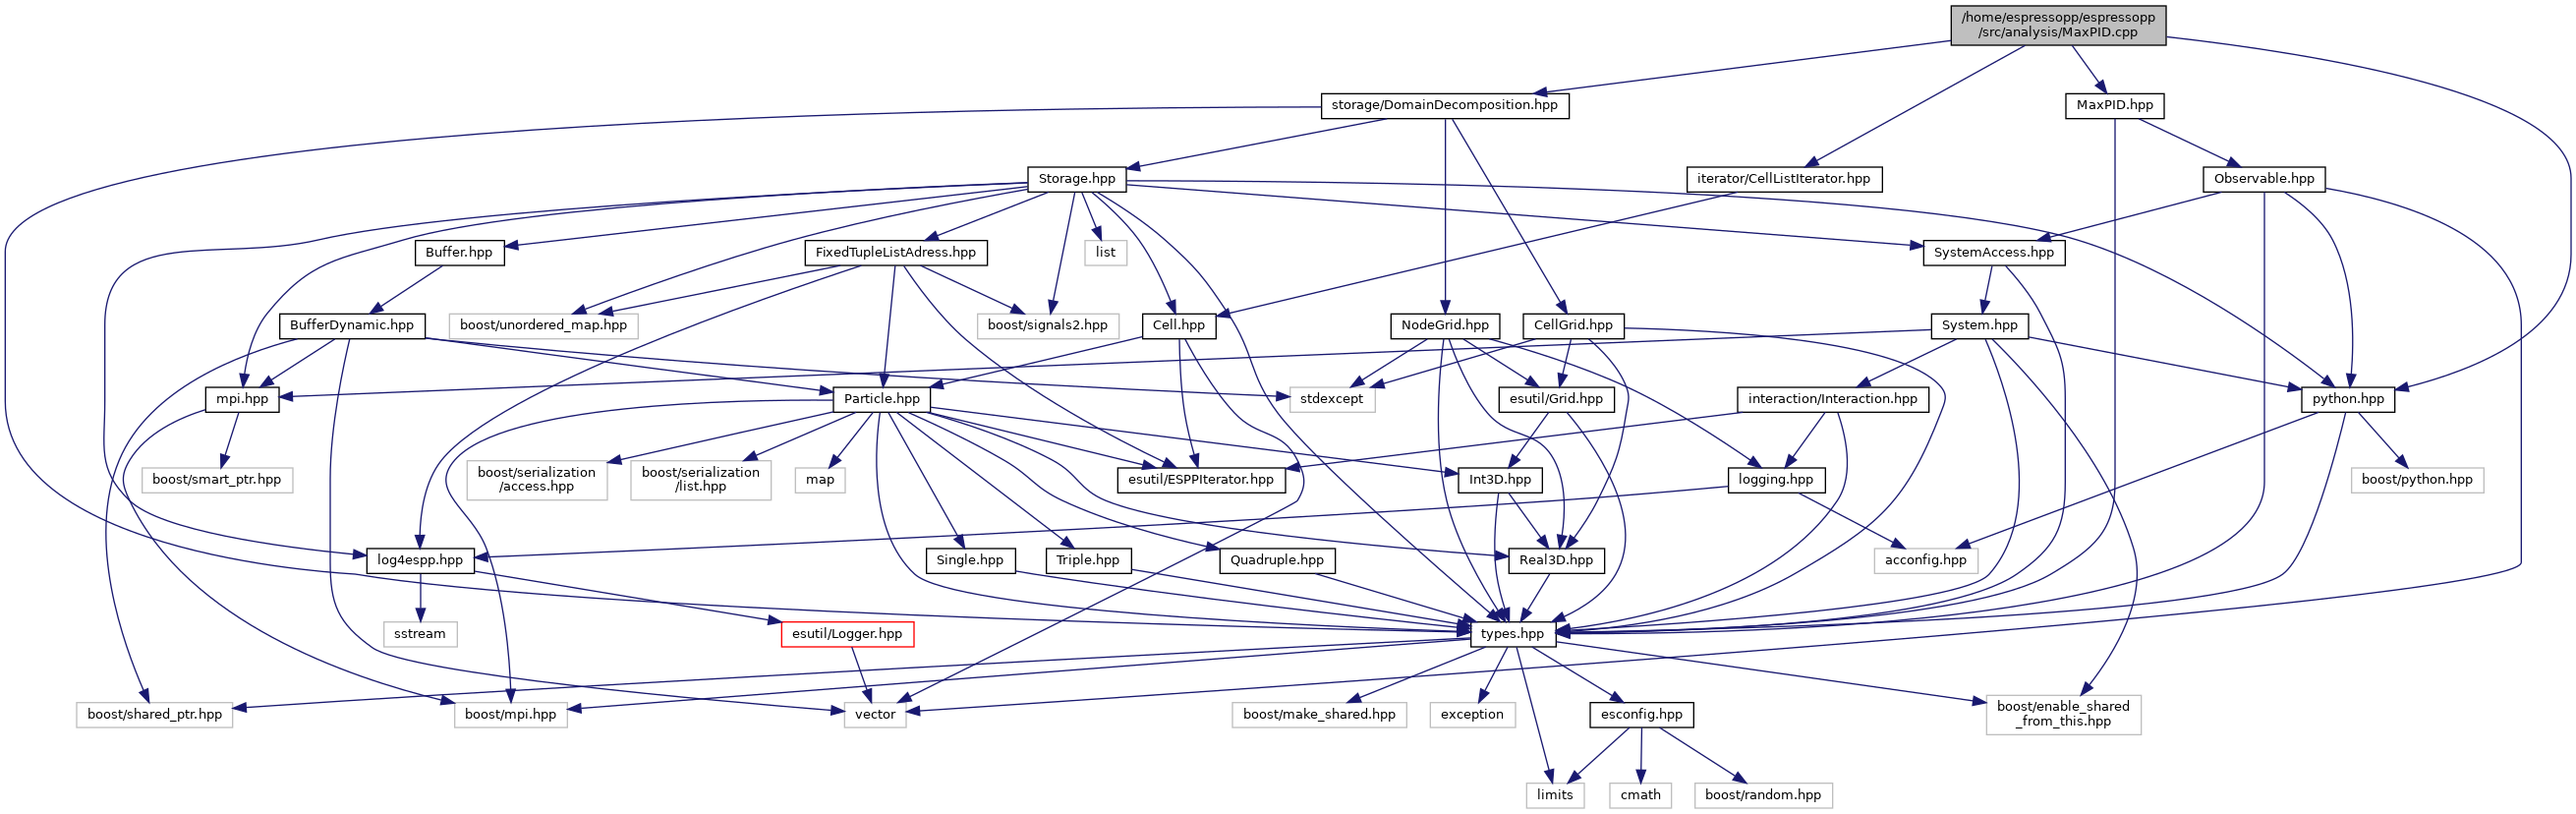 /home/espressopp/espressopp
/src/analysis/MaxPID.cpp
storage/DomainDecomposition.hpp
MaxPID.hpp
Storage.hpp
iterator/CellListIterator.hpp
Observable.hpp
Buffer.hpp
FixedTupleListAdress.hpp
list
SystemAccess.hpp
BufferDynamic.hpp
boost/unordered_map.hpp
boost/signals2.hpp
Cell.hpp
NodeGrid.hpp
CellGrid.hpp
System.hpp
mpi.hpp
Particle.hpp
stdexcept
esutil/Grid.hpp
interaction/Interaction.hpp
python.hpp
boost/smart_ptr.hpp
boost/serialization
/access.hpp
boost/serialization
/list.hpp
map
esutil/ESPPIterator.hpp
Int3D.hpp
logging.hpp
boost/python.hpp
log4espp.hpp
Single.hpp
Triple.hpp
Quadruple.hpp
Real3D.hpp
acconfig.hpp
sstream
esutil/Logger.hpp
types.hpp
boost/shared_ptr.hpp
boost/mpi.hpp
vector
boost/make_shared.hpp
exception
esconfig.hpp
boost/enable_shared
_from_this.hpp
limits
cmath
boost/random.hpp